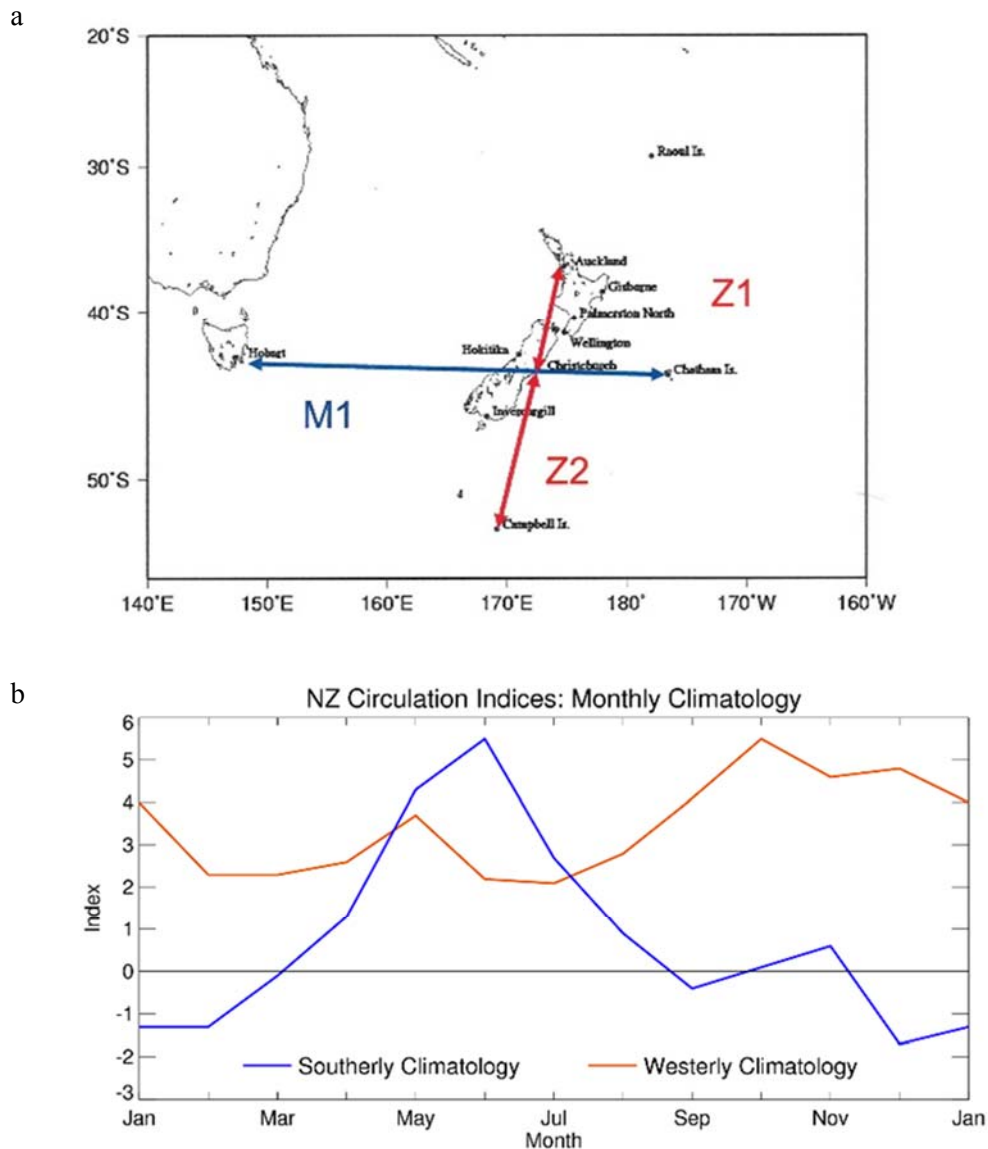 a
20°S
30°S
40°S
50°S
140°E 150°E 160°E 170°E 180° 170°W 160°W
Raoul Is.
Auckland
Gisborne
Z1
Palmerston North
Wellington
Hobart
Hokitika
Christchurch
Chatham Is.
M1
Invercargill
Z2
Campbell Is.
b
NZ Circulation Indices: Monthly Climatology
6
5
4
3
2
1
0
-1
-2
-3
Index
Southerly Climatology Westerly Climatology
Jan Mar May Jul Sep Nov Jan
Month